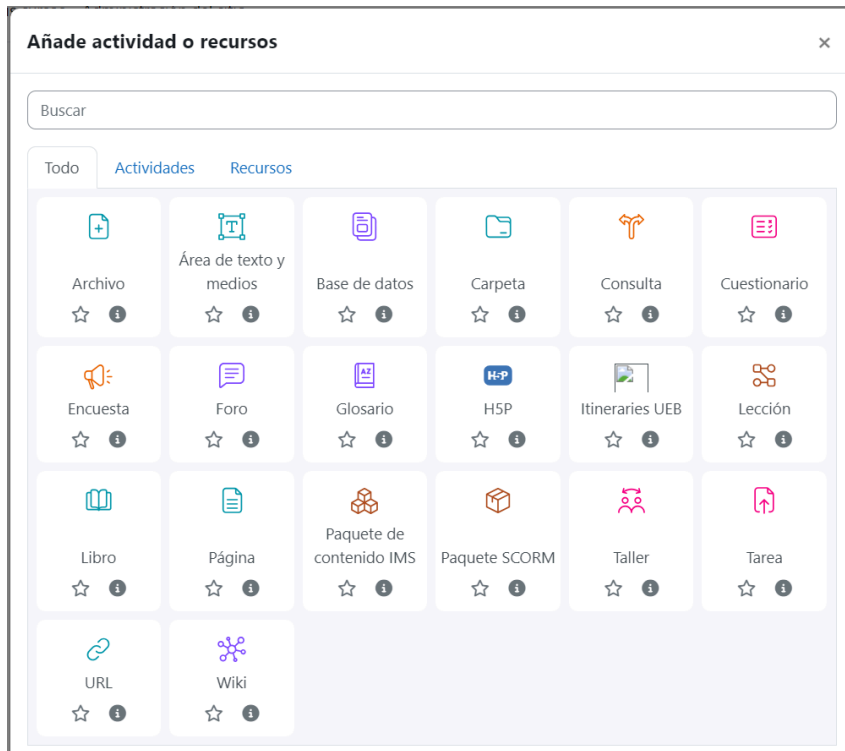 Añade actividad o recursos
×
Buscar
Todo Actividades Recursos
Archivo
Área de texto y
medios
Base de datos
Carpeta
Consulta
Cuestionario
Encuesta
Foro
AZ
Glosario
H5P
H5P
Itineraries UEB
Lección
Libro
Página
Paquete de
contenido IMS
Paquete SCORM
Taller
Tarea
URL
Wiki